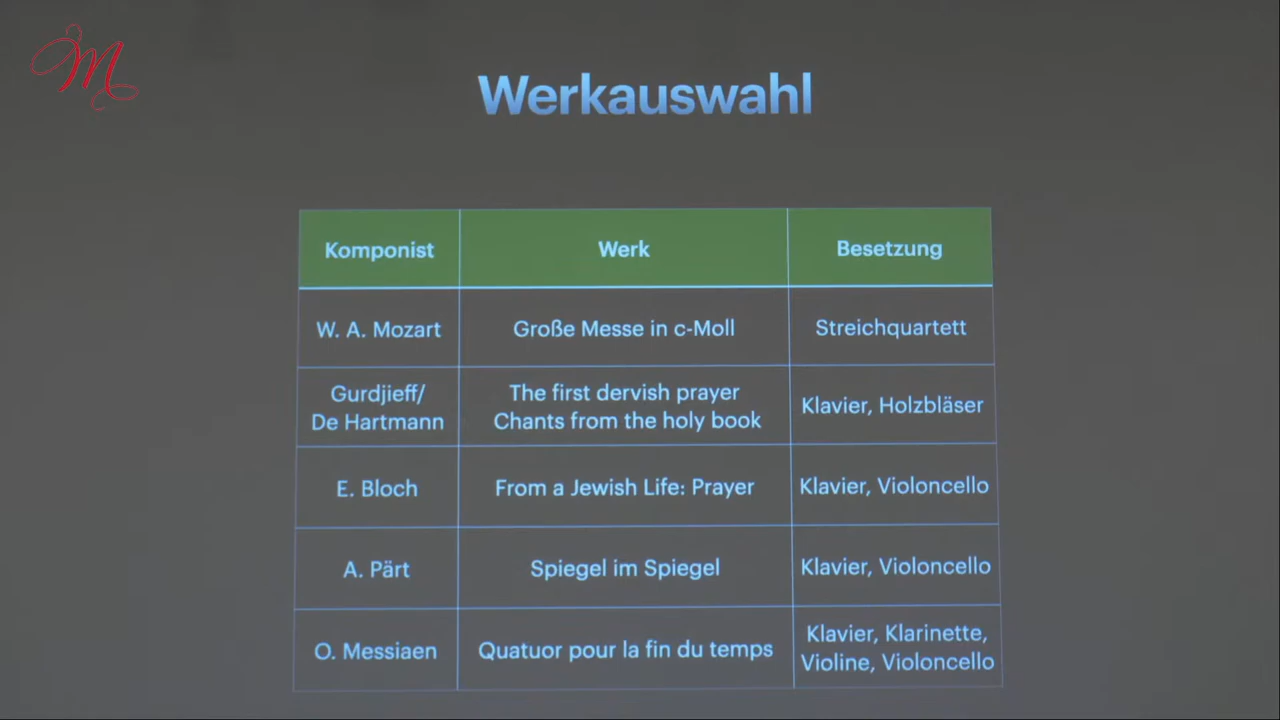 M
Werkauswahl
Komponist Werk Besetzung
W. A. Mozart Große Messe in c-Moll Streichquartett
Gurdjieff/
De Hartmann
The first dervish prayer
Chants from the holy book
Klavier, Holzbläser
E. Bloch From a Jewish Life: Prayer Klavier, Violoncello
A. Pärt Spiegel im Spiegel Klavier, Violoncello
O. Messiaen Quatuor pour la fin du temps
Klavier, Klarinette,
Violine, Violoncello